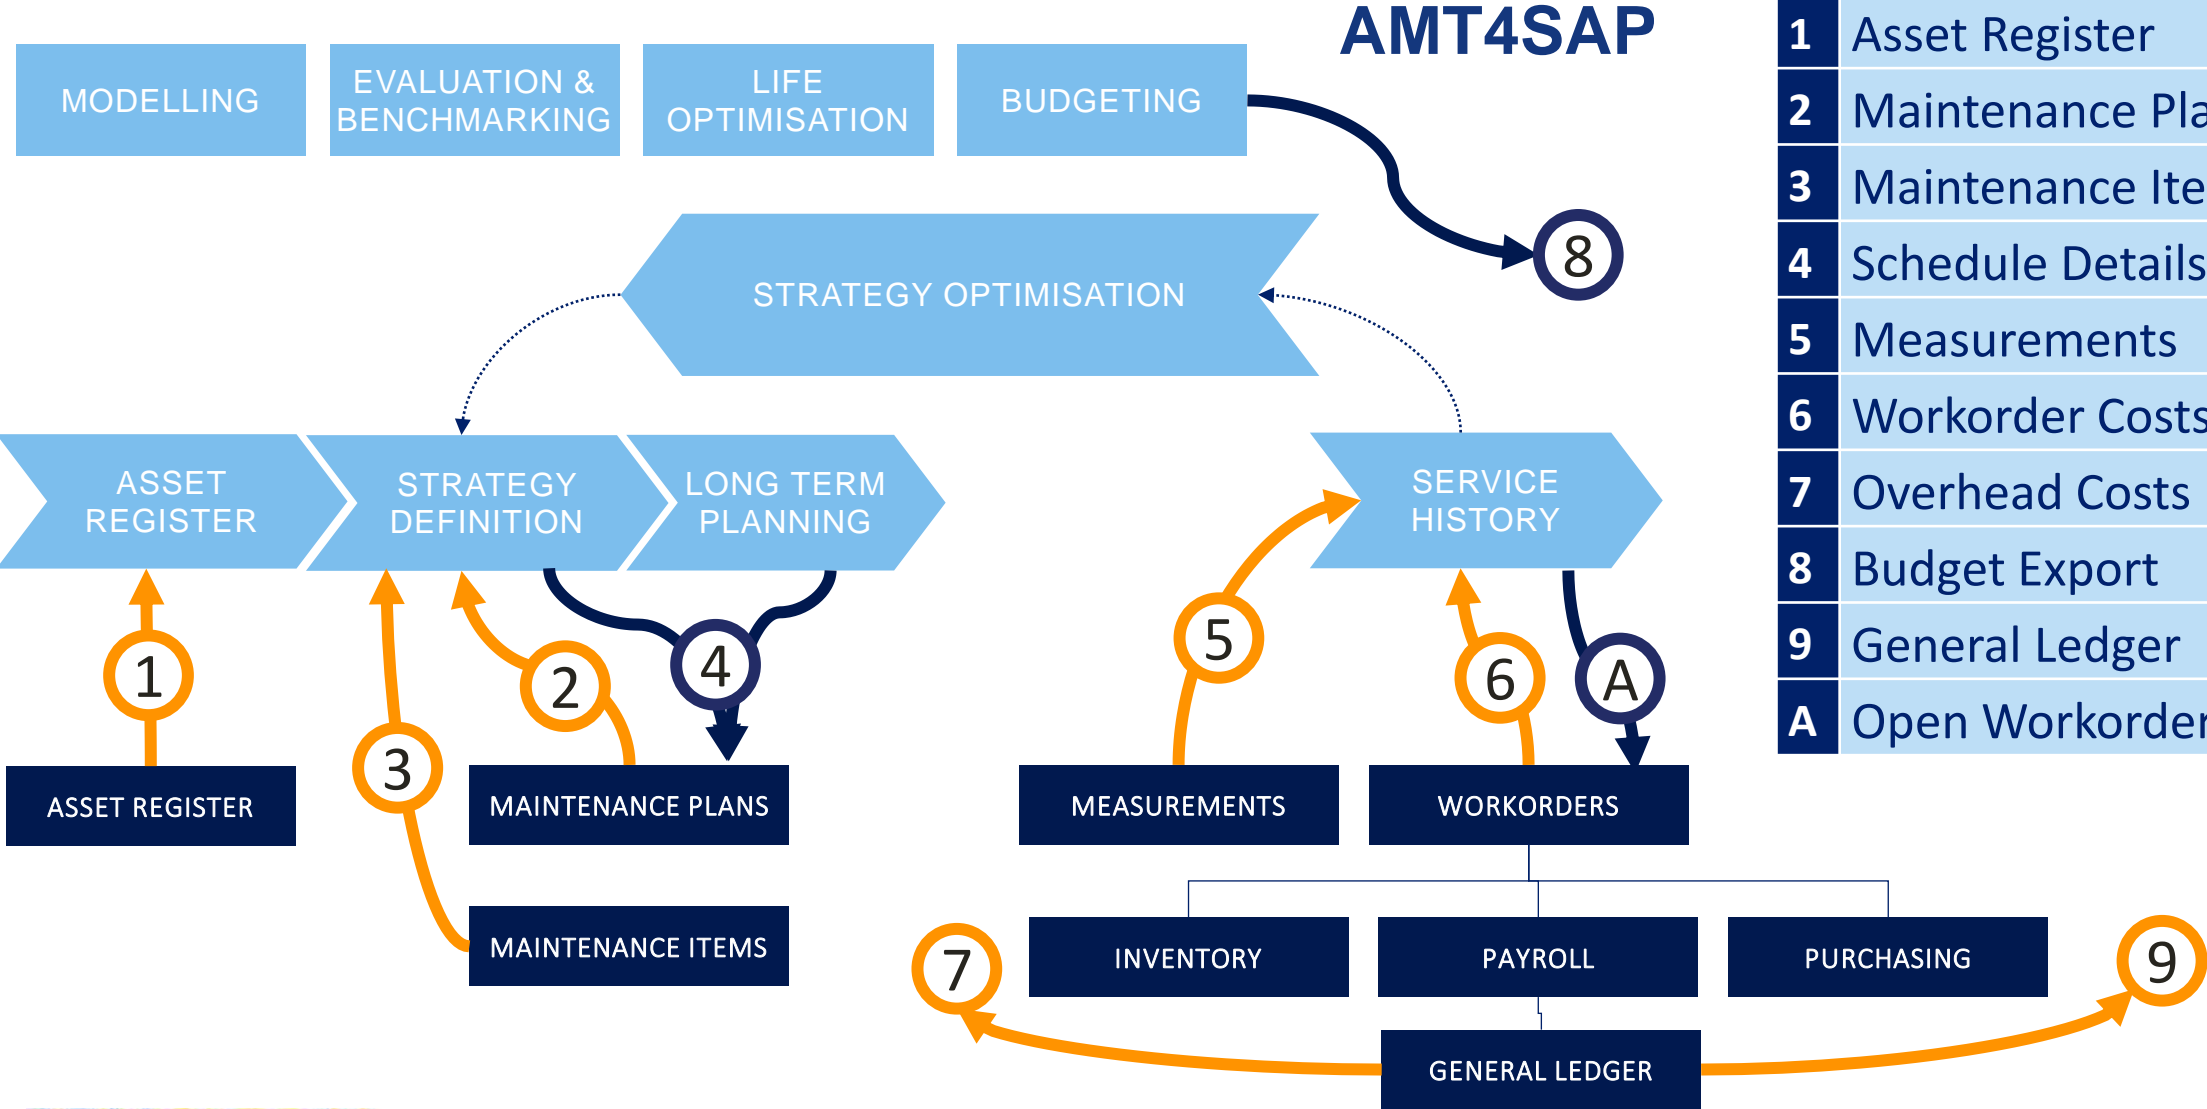 AMT4SAP
MODELLING
EVALUATION &
BENCHMARKING
LIFE
OPTIMISATION
BUDGETING
8
STRATEGY OPTIMISATION
ASSET
REGISTER
STRATEGY
DEFINITION
LONG TERM
PLANNING
SERVICE
HISTORY
1
2
3
4
5
6
A
ASSET REGISTER
MAINTENANCE PLANS
MAINTENANCE ITEMS
MEASUREMENTS
WORKORDERS
INVENTORY
PAYROLL
PURCHASING
7
9
GENERAL LEDGER
1 Asset Register
2 Maintenance
3 Maintenance
4 Schedule Details
5 Measurements
6 Workorder Costs
7 Overhead Costs
8 Budget Export
9 General Ledger
A Open Workorder